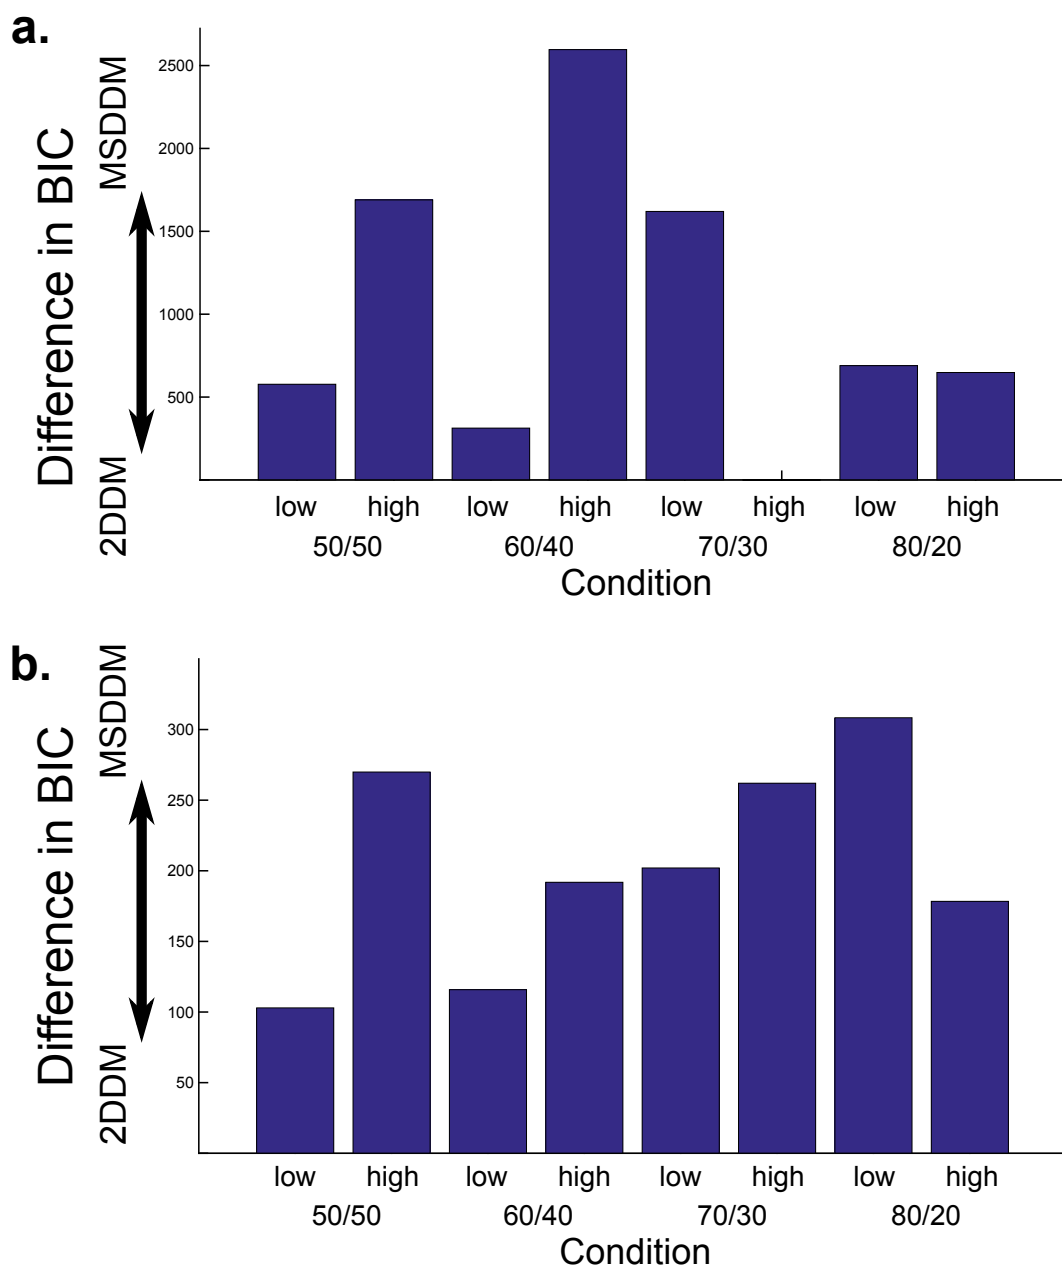 a.
Difference in BIC
MSDDM
2DDM
2500
2000
1500
1000
500
low high low high low high low high
50/50 60/40 70/30 80/20
Condition
b.
Difference in BIC
MSDDM
2DDM
300
250
200
150
100
50
low high low high low high low high
50/50 60/40 70/30 80/20
Condition